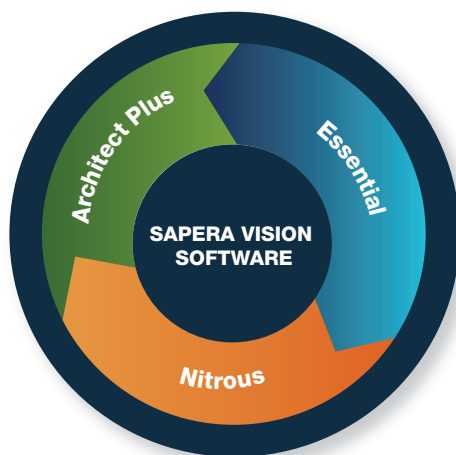 Architect Plus
Essential
SAPERA VISION
SOFTWARE
Nitrous